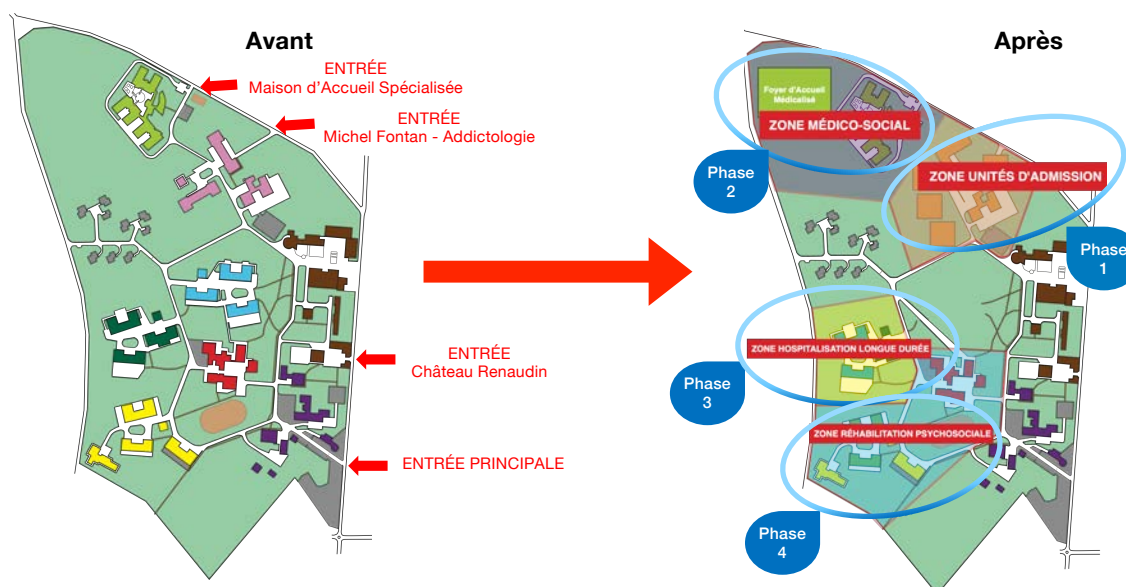 Avant
ENTRÉE
Maison d'Accueil Spécialisée
ENTRÉE
Michel Fontan - Addictologie
ENTRÉE
Château Renaudin
ENTRÉE PRINCIPALE
Après
Foyer d'Accueil
Médicalisé
ZONE MÉDICO-SOCIAL
Phase
2
ZONE UNITÉS D'ADMISSION
Phase
1
ZONE HOSPITALISATION LONGUE DURÉE
Phase
3
ZONE RÉHABILITATION PSYCHOSOCIALE
Phase
4